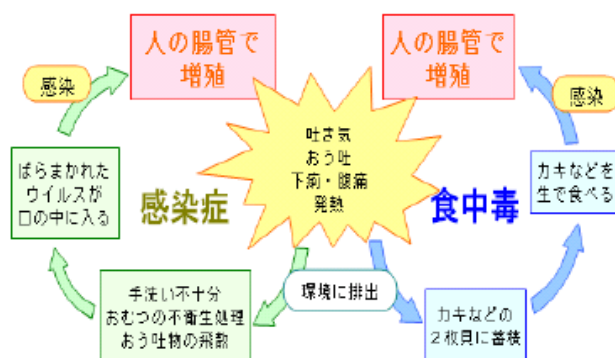 人の腸管で
増殖
人の腸管で
増殖
感染
感染
吐き気
おう吐
下痢・腹痛
発熱
ばらまかれた
ウイルスが
口の中に入る
感染症
食中毒
カキなどを
生で食べる
手洗い不十分
おむつの不衛生処理
おう吐物の飛散
環境に排出
カキなどの
2枚貝に蓄積